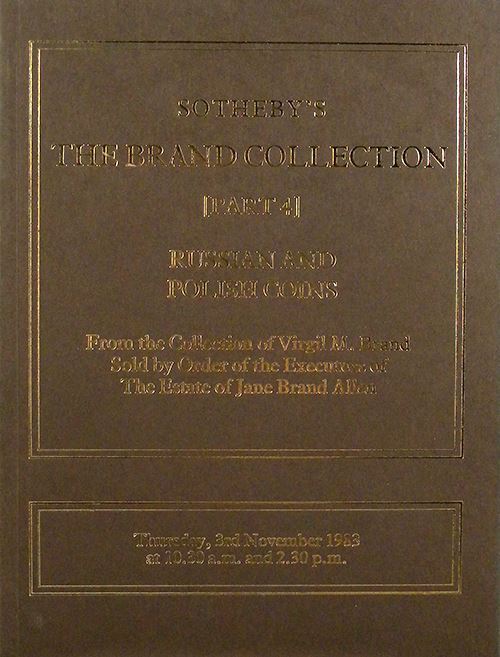 SOTHEBY'S
THE BRAND COLLECTION
[PART 4]
RUSSIAN AND
POLISH COINS
From the Collection of Virgil M. Brand
Sold by Order of the Executors of
The Estate of Jane Brand Allen
Thursday, 3rd November 1983
at 10.30 a.m. and 2.30 p.m.